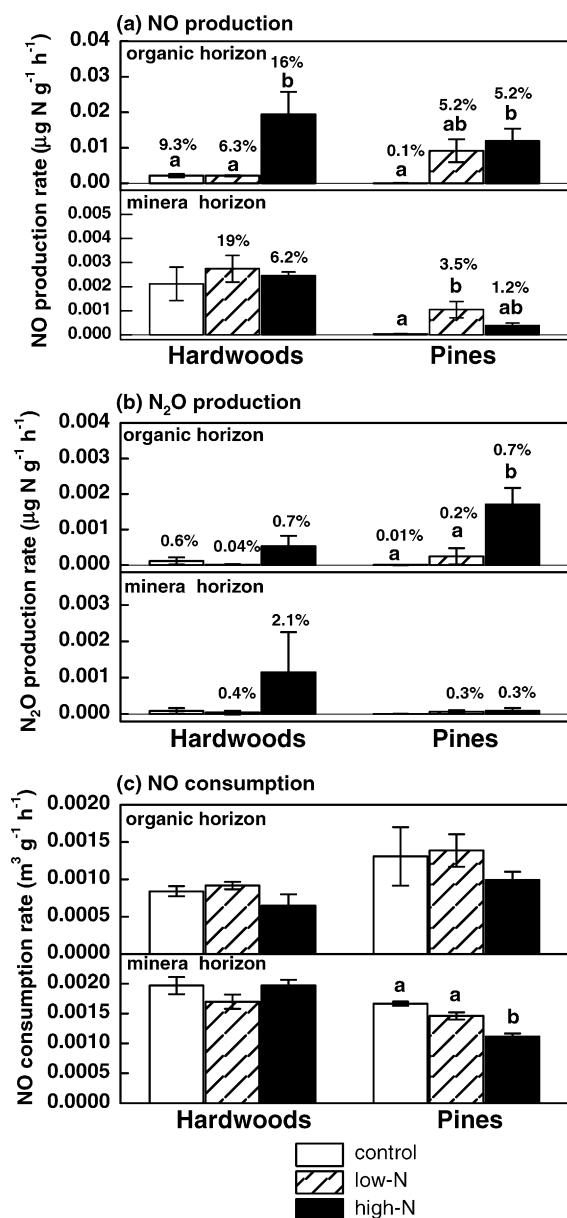 (a) NO production
organic horizon
0.04
0.03
0.02
0.01
0.00
9.3%
a
6.3%
a
16%
b
0.1%
a
5.2%
ab
5.2%
b
NO production rate (µg N g⁻¹ h⁻¹)
minera horizon
0.005
0.004
0.003
0.002
0.001
0.000
19%
6.2%
a
3.5%
b
1.2%
ab
Hardwoods Pines
(b) N₂O production
organic horizon
0.004
0.003
0.002
0.001
0.000
0.6%
0.04%
0.7%
0.01%
a
0.2%
a
0.7%
b
N₂O production rate (µg N g⁻¹ h⁻¹)
minera horizon
0.003
0.002
0.001
0.000
0.4%
2.1%
0.3%
0.3%
Hardwoods Pines
(c) NO consumption
organic horizon
0.0020
0.0015
0.0010
0.0005
0.0000
NO consumption rate (m³ g⁻¹ h⁻¹)
minera horizon
0.0020
0.0015
0.0010
0.0005
0.0000
a
a
b
Hardwoods Pines
control
low-N
high-N